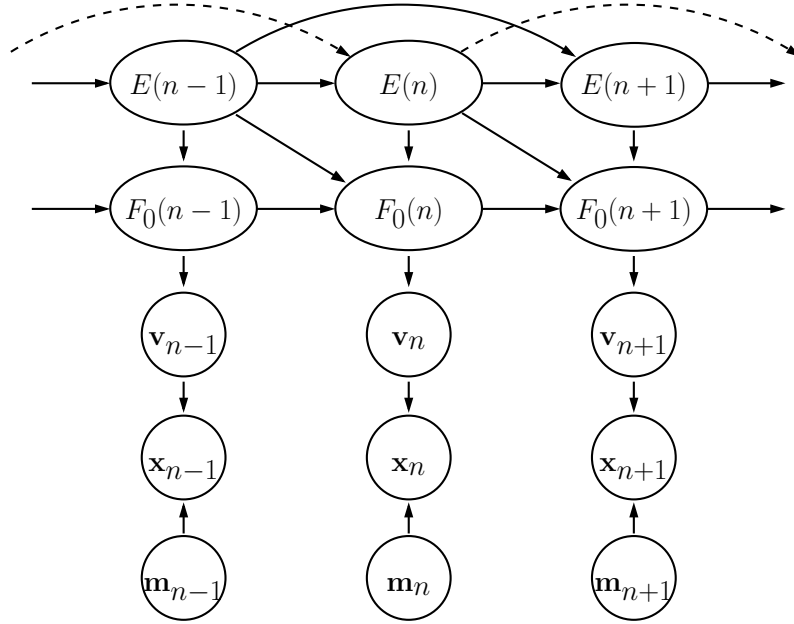 E(n − 1) E(n) E(n + 1)
F₀(n − 1) F₀(n) F₀(n + 1)
vₙ₋₁ vₙ vₙ₊₁
xₙ₋₁ xₙ xₙ₊₁
mₙ₋₁ mₙ mₙ₊₁